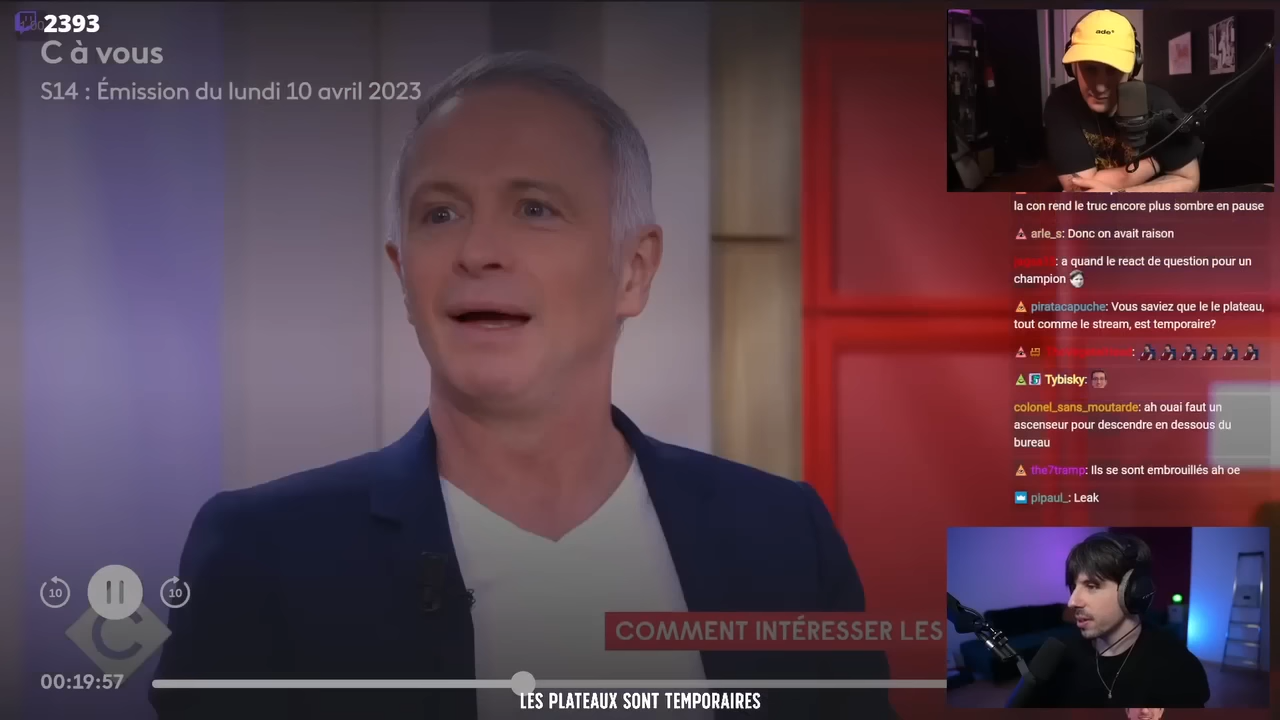 2393
C à vous
S14 : Émission du lundi 10 avril 2023
ado*
la con rend le truc encore plus sombre en pause
arle_s: Donc on avait raison
: a quand le react de question pour un
champion
piratacapuche: Vous saviez que le le plateau,
tout comme le stream, est temporaire?
Tybisky:
colonel_sans_moutarde: ah ouai faut un
ascenseur pour descendre en dessous du
bureau
the7tramp: Ils se sont embrouillés ah oe
pipaul_: Leak
10
10
C
COMMENT INTÉRESSER LES
00:19:57
LES PLATEAUX SONT TEMPORAIRES